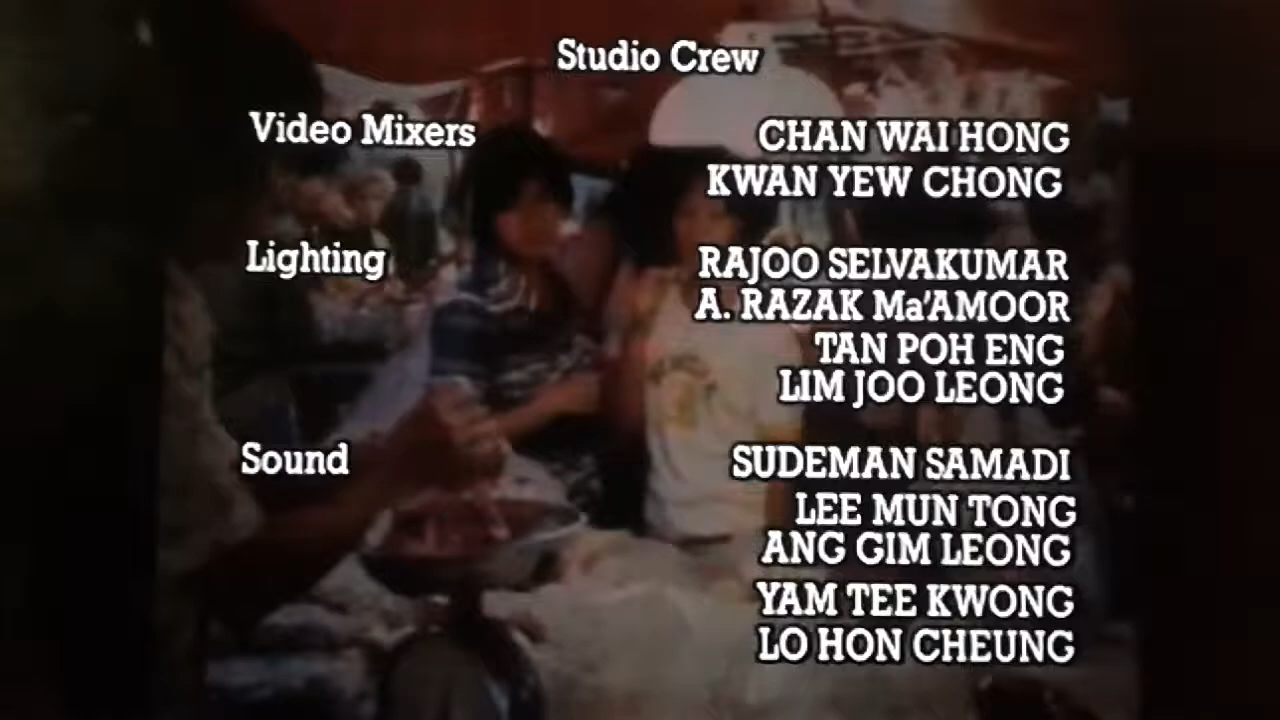 Studio Crew
Video Mixers CHAN WAI HONG
KWAN YEW CHONG
Lighting RAJOO SELVAKUMAR
A. RAZAK Ma'AMOOR
TAN POH ENG
LIM JOO LEONG
Sound SUDEMAN SAMADI
LEE MUN TONG
ANG GIM LEONG
YAM TEE KWONG
LO HON CHEUNG